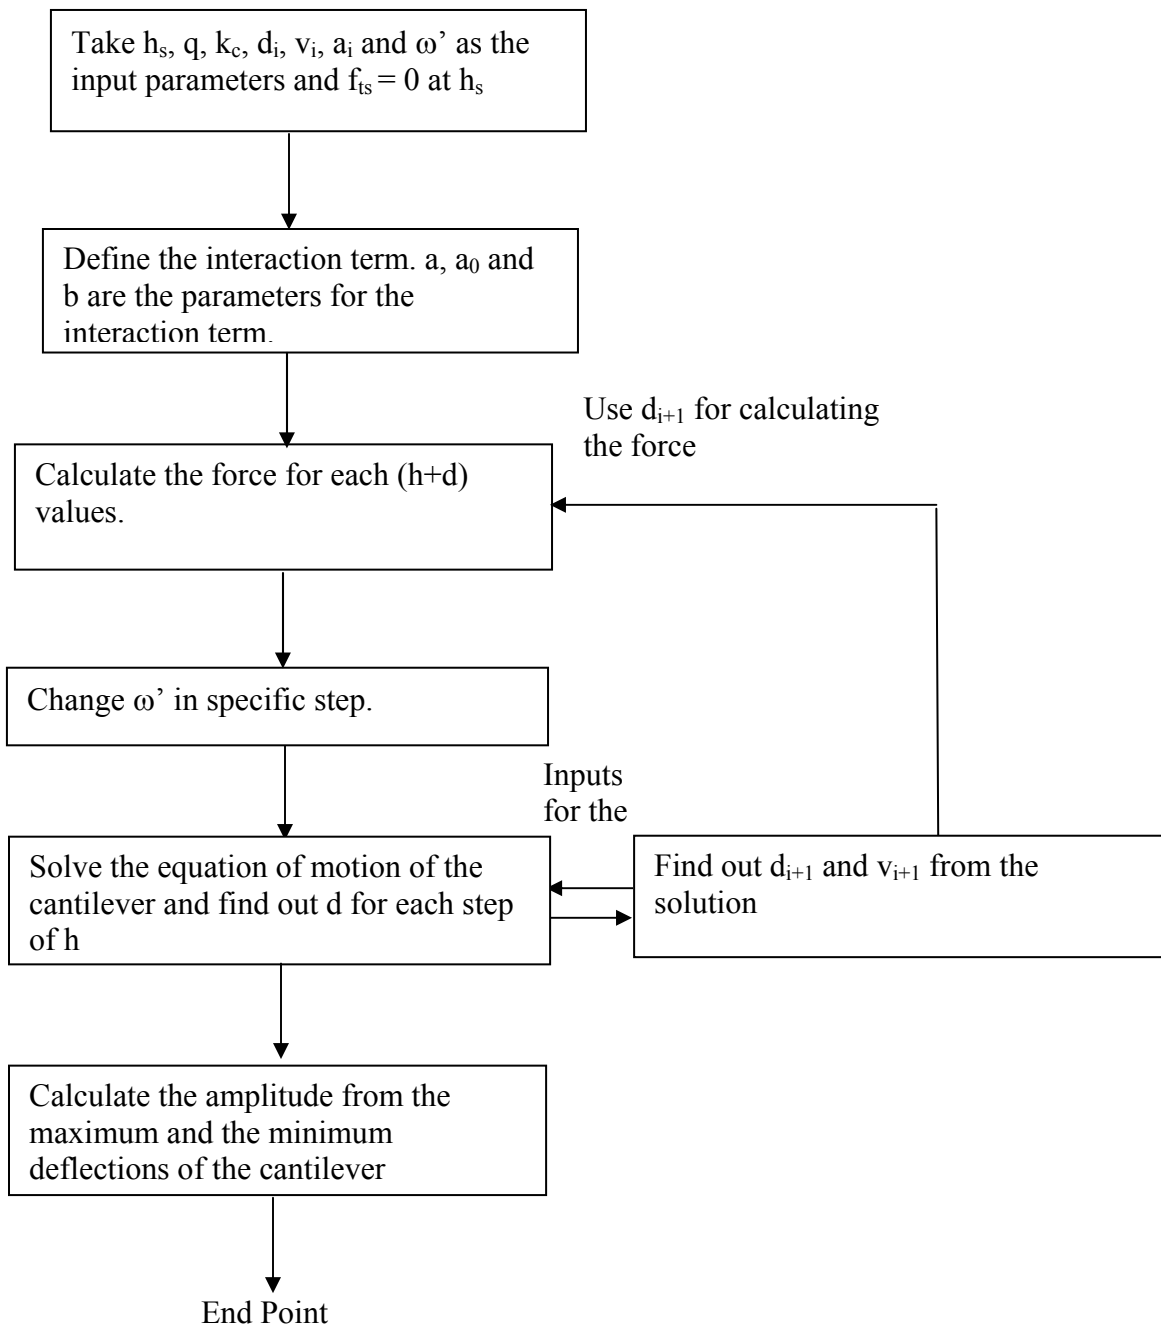 Take hₛ, q, k_c, dᵢ, vᵢ, aᵢ and ω’ as the
input parameters and fₜₛ = 0 at hₛ
Define the interaction term. a, a₀ and
b are the parameters for the
interaction term.
Use dᵢ₊₁ for calculating
the force
Calculate the force for each (h+d)
values.
Change ω’ in specific step.
Inputs
for the
Solve the equation of motion of the
cantilever and find out d for each step
of h
Find out dᵢ₊₁ and vᵢ₊₁ from the
solution
Calculate the amplitude from the
maximum and the minimum
deflections of the cantilever
End Point